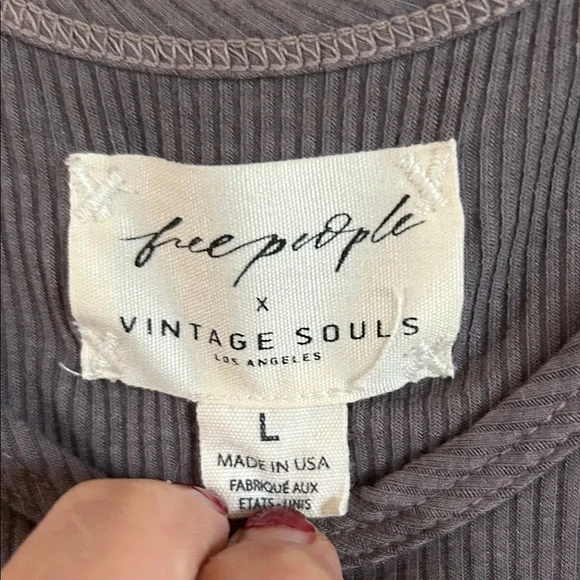 free people
X
VINTAGE SOULS
LOS ANGELES
L
MADE IN USA
FABRIQUÉ AUX
ETATS-UNIS